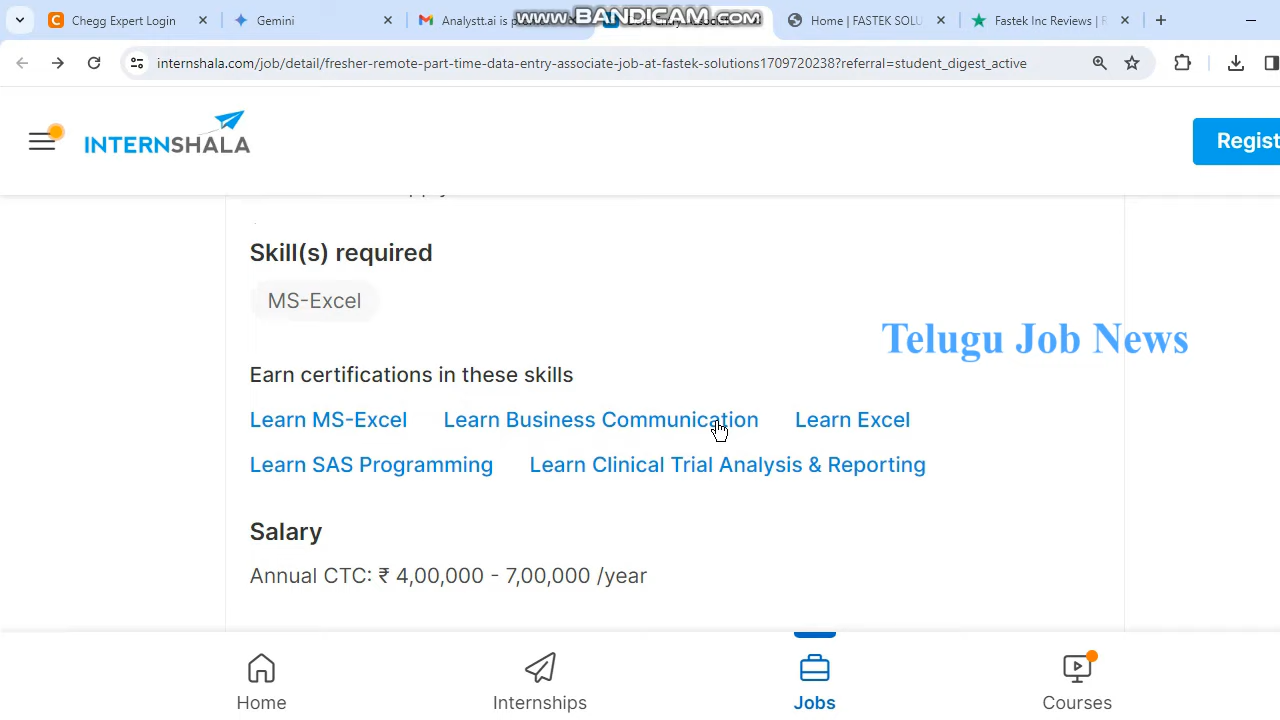 Chegg Expert Login
Gemini
Analystt.ai is
www.BANDICAM.com
Home | FASTEK SOLU
Fastek Inc Reviews |
internshala.com/job/detail/fresher-remote-part-time-data-entry-associate-job-at-fastek-solutions1709720238?referral=student_digest_active
INTERNSHALA
Regist
Skill(s) required
MS-Excel
Telugu Job News
Earn certifications in these skills
Learn MS-Excel Learn Business Communication Learn Excel
Learn SAS Programming Learn Clinical Trial Analysis & Reporting
Salary
Annual CTC: ₹ 4,00,000 - 7,00,000 /year
Home Internships Jobs Courses